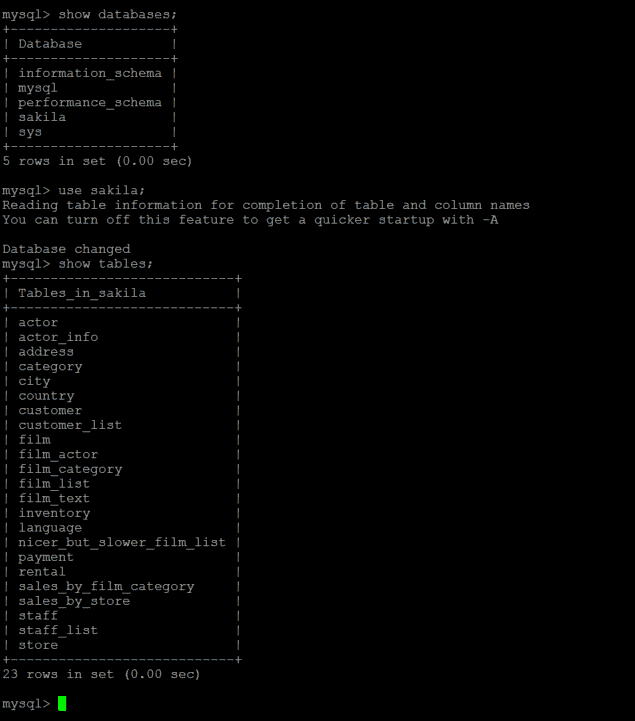 mysql> show databases;
+--------------------+
| Database           |
+--------------------+
| information_schema |
| mysql              |
| performance_schema |
| sakila             |
| sys                |
+--------------------+
5 rows in set (0.00 sec)
mysql> use sakila;
Reading table information for completion of table and column names
You can turn off this feature to get a quicker startup with -A
Database changed
mysql> show tables;
+----------------------------+
| Tables_in_sakila           |
+----------------------------+
| actor                      |
| actor_info                 |
| address                    |
| category                   |
| city                       |
| country                    |
| customer                   |
| customer_list              |
| film                       |
| film_actor                 |
| film_category              |
| film_list                  |
| film_text                  |
| inventory                  |
| language                   |
| nicer_but_slower_film_list |
| payment                    |
| rental                     |
| sales_by_film_category     |
| sales_by_store             |
| staff                      |
| staff_list                 |
| store                      |
+----------------------------+
23 rows in set (0.00 sec)
mysql>